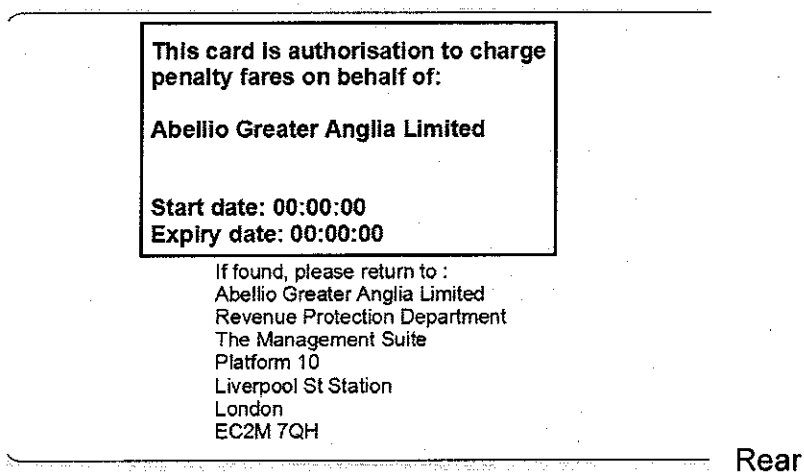 This card is authorisation to charge
penalty fares on behalf of:
Abellio Greater Anglia Limited
Start date: 00:00:00
Expiry date: 00:00:00
If found, please return to :
Abellio Greater Anglia Limited
Revenue Protection Department
The Management Suite
Platform 10
Liverpool St Station
London
EC2M 7QH
Rear